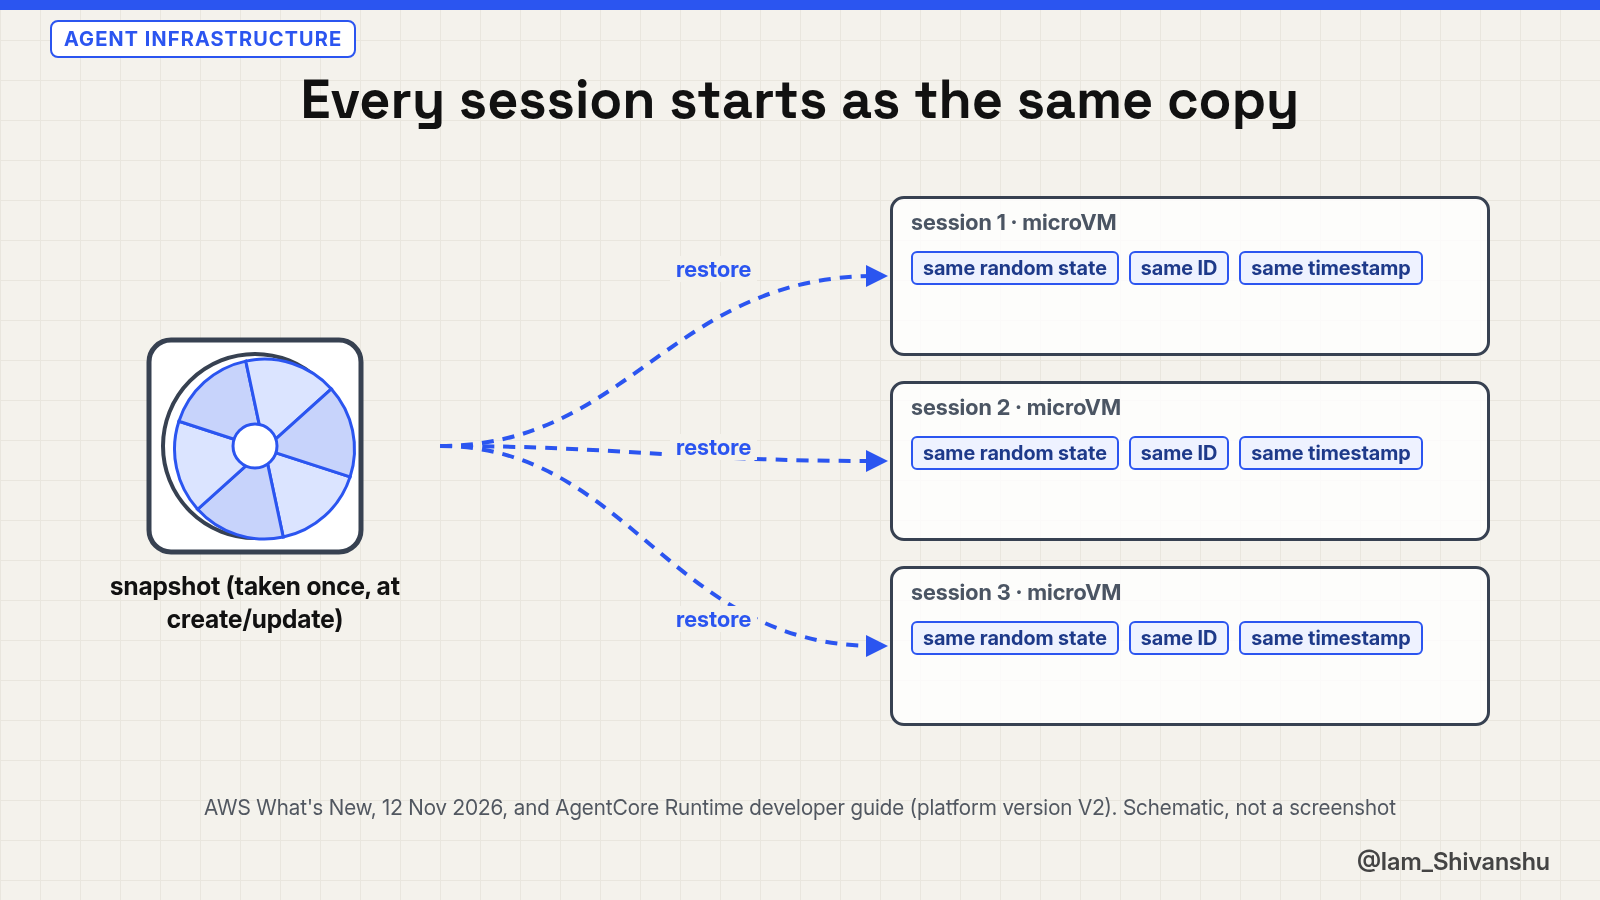 AGENT INFRASTRUCTURE
Every session starts as the same copy
session 1 · microVM
restore
same random state
same ID
same timestamp
session 2 · microVM
restore
same random state
same ID
same timestamp
snapshot (taken once, at
create/update)
session 3 · microVM
restore
same random state
same ID
same timestamp
AWS What's New, 12 Nov 2026, and AgentCore Runtime developer guide (platform version V2). Schematic, not a screenshot
@Iam_Shivanshu